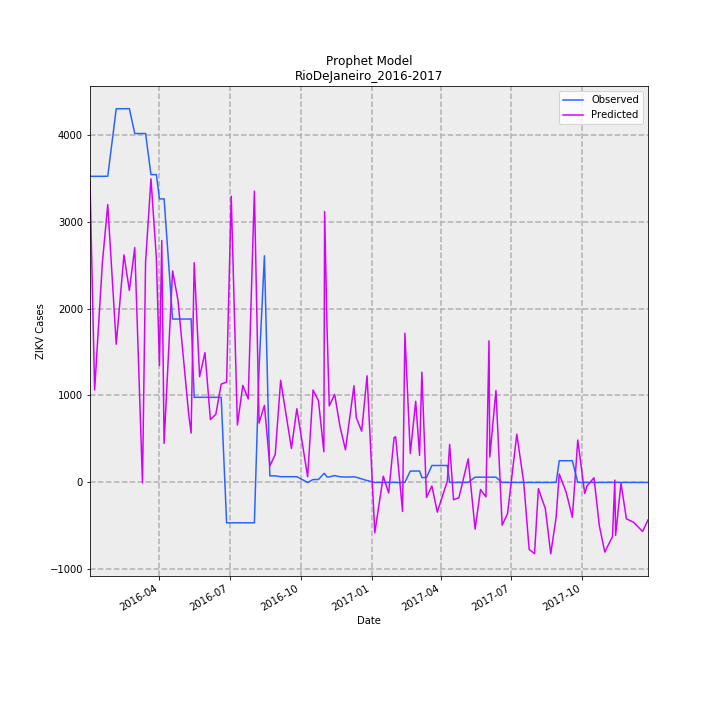 Prophet Model
RioDeJaneiro_2016-2017
Observed
Predicted
4000
3000
2000
1000
0
−1000
ZIKV Cases
2016-04
2016-07
2016-10
2017-01
2017-04
2017-07
2017-10
Date